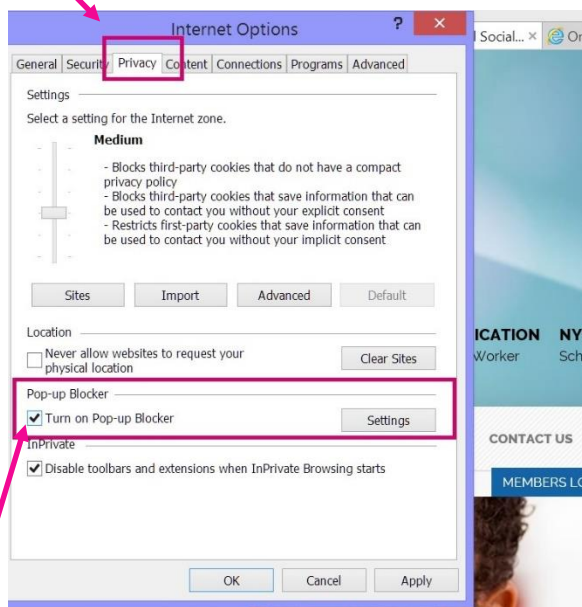 Internet Options ?
l Social... × Or
General Security Privacy Content Connections Programs Advanced
Settings
Select a setting for the Internet zone.
Medium
- Blocks third-party cookies that do not have a compact
privacy policy
- Blocks third-party cookies that save information that can
be used to contact you without your explicit consent
- Restricts first-party cookies that save information that can
be used to contact you without your implicit consent
Sites Import Advanced Default
Location
Never allow websites to request your
physical location
Clear Sites
Pop-up Blocker
Turn on Pop-up Blocker Settings
InPrivate
Disable toolbars and extensions when InPrivate Browsing starts
OK Cancel Apply
ICATION NY
Worker Sch
CONTACT US
MEMBERS LO